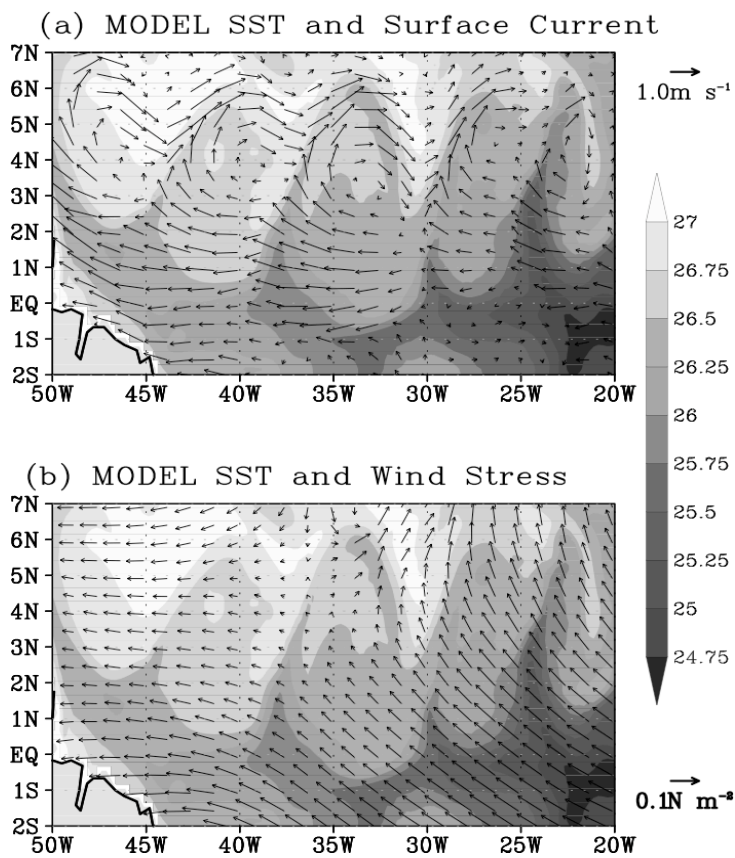 (a) MODEL SST and Surface Current
7N
6N
5N
4N
3N
2N
1N
EQ
1S
2S
50W 45W 40W 35W 30W 25W 20W
1.0m s⁻¹
27
26.75
26.5
26.25
26
25.75
25.5
25.25
25
24.75
(b) MODEL SST and Wind Stress
7N
6N
5N
4N
3N
2N
1N
EQ
1S
2S
50W 45W 40W 35W 30W 25W 20W
0.1N m⁻²